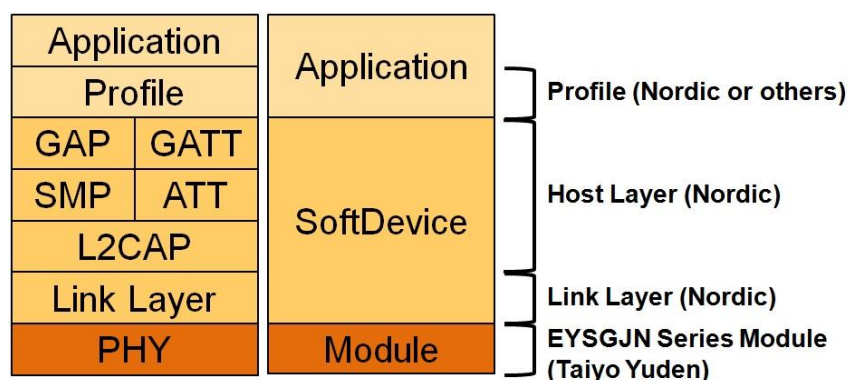 Application
Profile
GAP GATT
SMP ATT
L2CAP
Link Layer
PHY
Application
SoftDevice
Module
Profile (Nordic or others)
Host Layer (Nordic)
Link Layer (Nordic)
EYSGJN Series Module
(Taiyo Yuden)